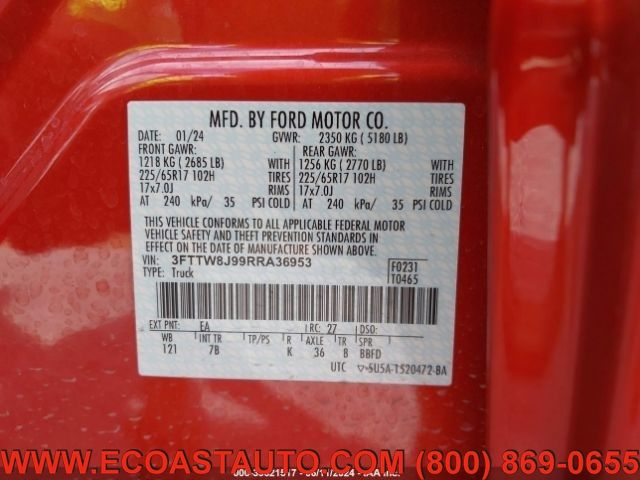 MFD. BY FORD MOTOR CO.
DATE: 01/24 GVWR: 2350 KG ( 5180 LB)
FRONT GAWR: REAR GAWR:
1218 KG ( 2685 LB) WITH 1256 KG ( 2770 LB) WITH
225/65R17 102H TIRES 225/65R17 102H TIRES
17x7.0J RIMS 17x7.0J RIMS
AT 240 kPa/ 35 PSI COLD AT 240 kPa/ 35 PSI COLD
THIS VEHICLE CONFORMS TO ALL APPLICABLE FEDERAL MOTOR
VEHICLE SAFETY AND THEFT PREVENTION STANDARDS IN
EFFECT ON THE DATE OF MANUFACTURE SHOWN ABOVE.
VIN: 3FTTW8J99RRA36953 F0231
TYPE: Truck T0465
EXT PNT: EA RC: 27 DSO:
WB INT TR TP/PS R AXLE TR SPR
121 7B K 36 8 BBFD
UTC 5U5A-1520472-BA
WWW.ECOASTAUTO.COM (800) 869-0655